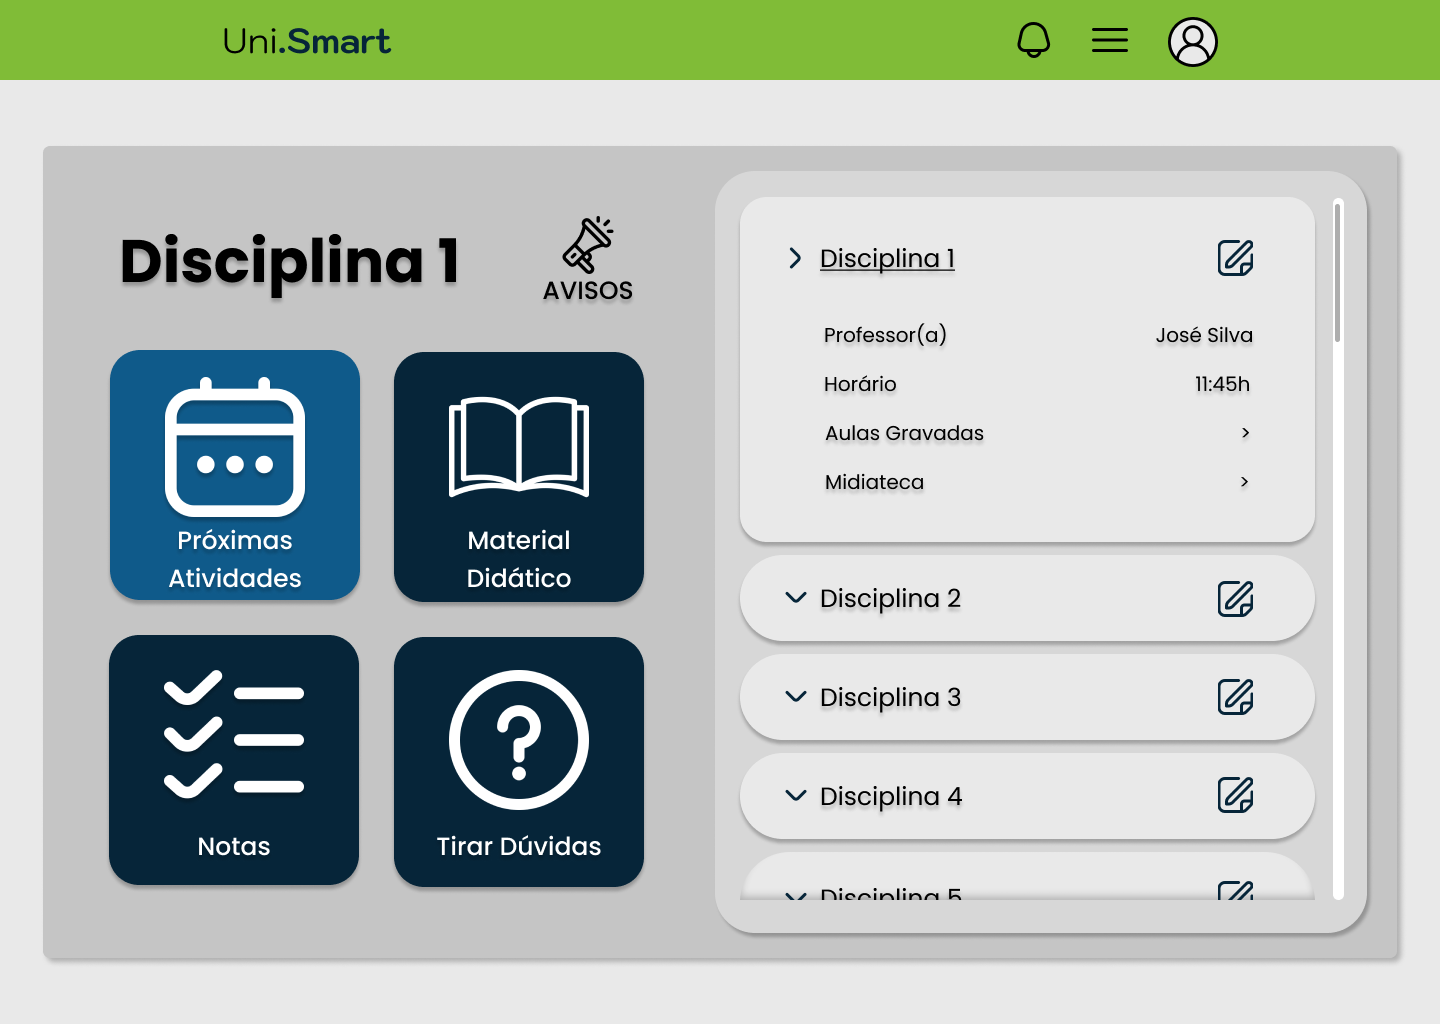 Uni.Smart
Disciplina 1
AVISOS
Próximas
Atividades
Material
Didático
Notas
Tirar Dúvidas
Disciplina 1
Professor(a) José Silva
Horário 11:45h
Aulas Gravadas >
Midiateca >
Disciplina 2
Disciplina 3
Disciplina 4
Disciplina 5